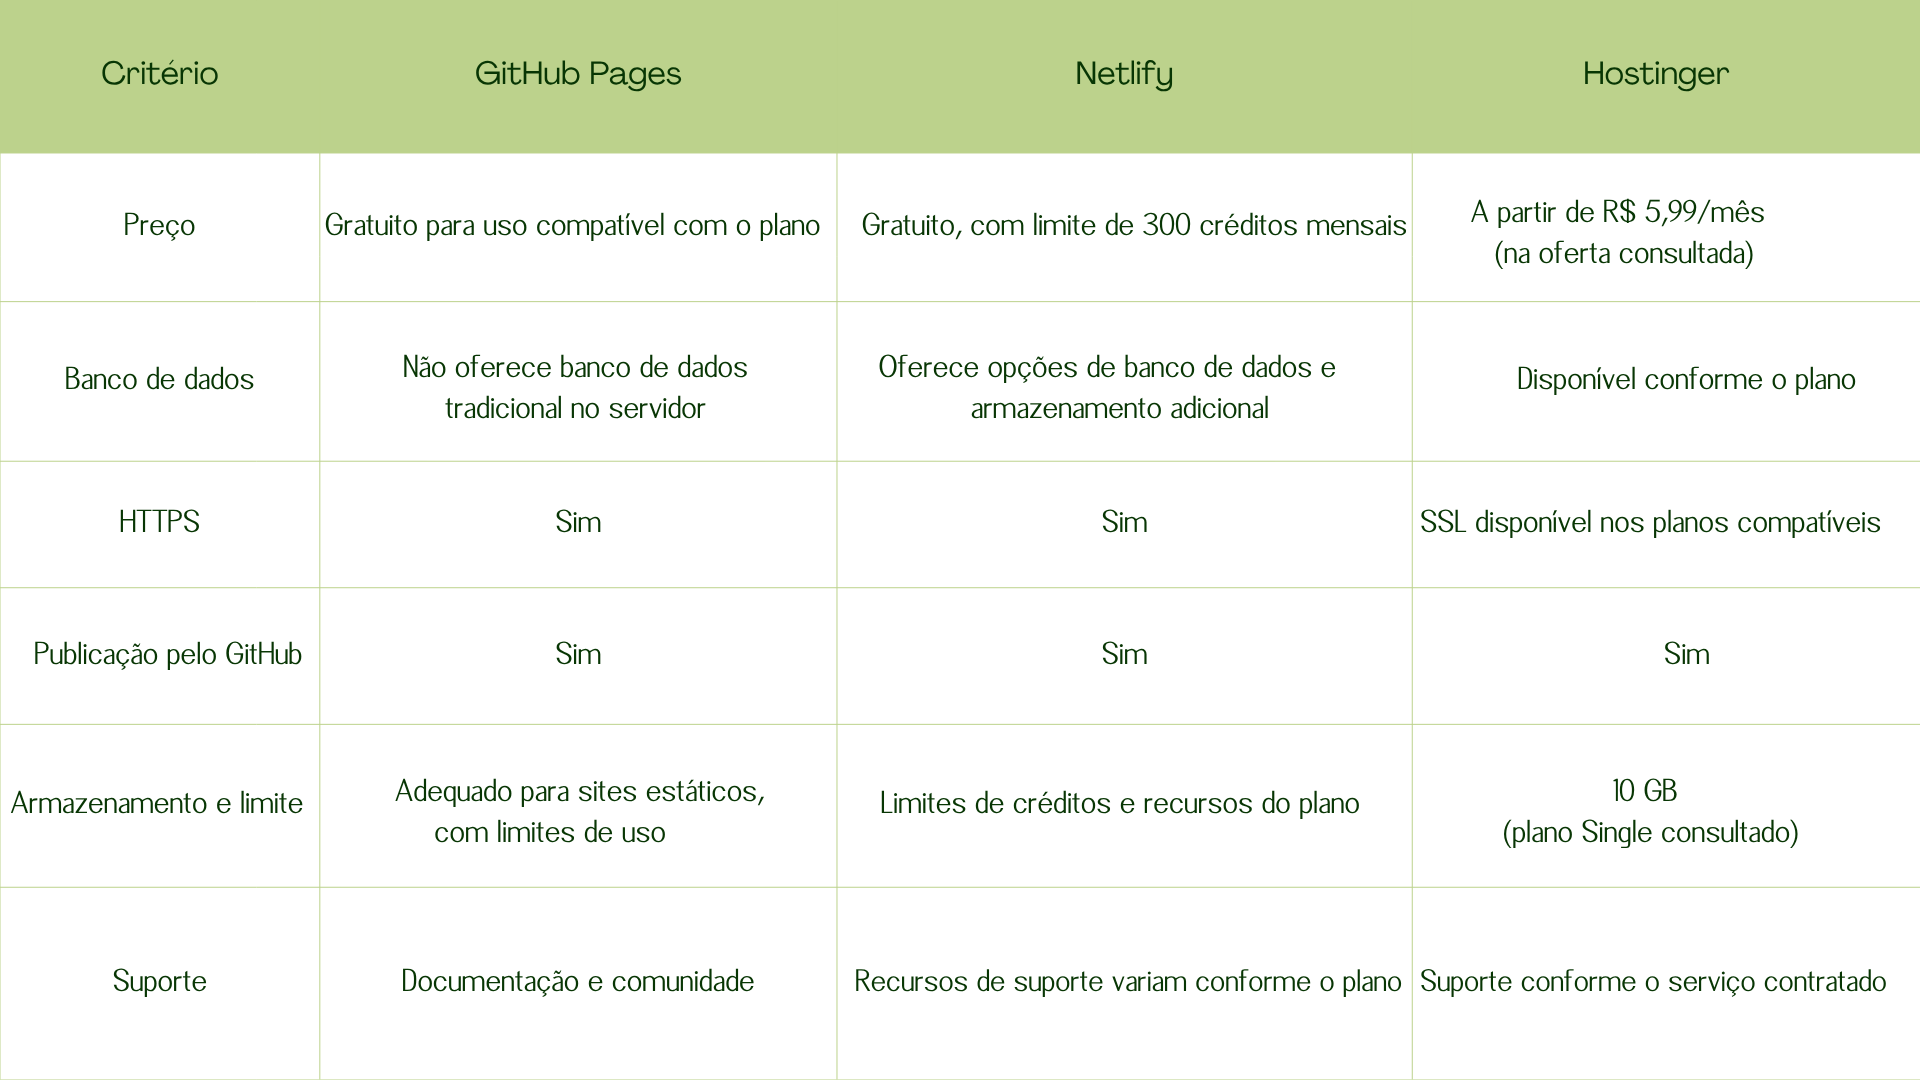 Critério
GitHub Pages
Netlify
Hostinger
Preço
Gratuito para uso compatível com o plano
Gratuito, com limite de 300 créditos mensais
A partir de R$ 5,99/mês
(na oferta consultada)
Banco de dados
Não oferece banco de dados
tradicional no servidor
Oferece opções de banco de dados e
armazenamento adicional
Disponível conforme o plano
HTTPS
Sim
Sim
SSL disponível nos planos compatíveis
Publicação pelo GitHub
Sim
Sim
Sim
Armazenamento e limite
Adequado para sites estáticos,
com limites de uso
Limites de créditos e recursos do plano
10 GB
(plano Single consultado)
Suporte
Documentação e comunidade
Recursos de suporte variam conforme o plano
Suporte conforme o serviço contratado